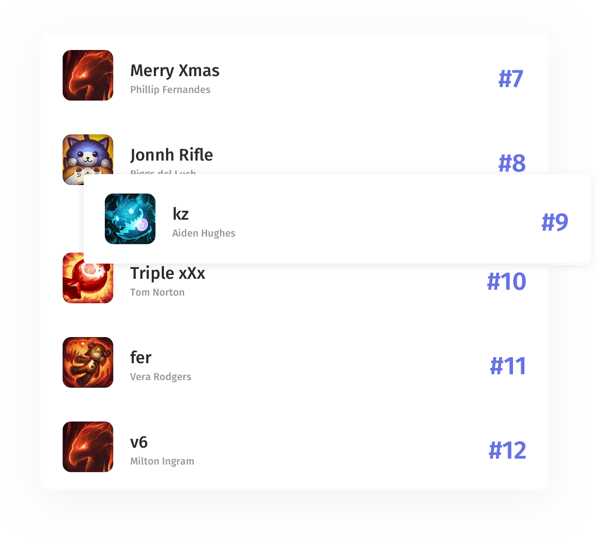 Merry Xmas
Phillip Fernandes
#7
Jonnh Rifle
#8
kz
Aiden Hughes
#9
Triple xXx
Tom Norton
#10
fer
Vera Rodgers
#11
v6
Milton Ingram
#12